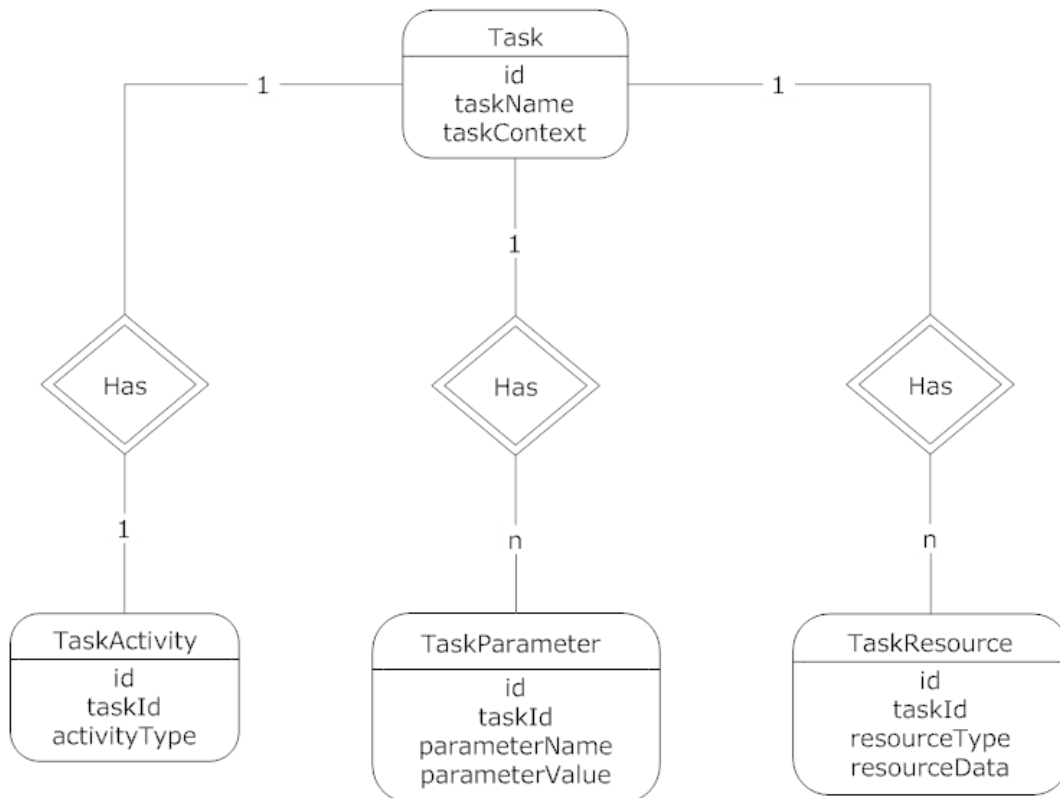 Task
id
taskName
taskContext
1
1
1
Has
Has
Has
1
n
n
TaskActivity
id
taskId
activityType
TaskParameter
id
taskId
parameterName
parameterValue
TaskResource
id
taskId
resourceType
resourceData